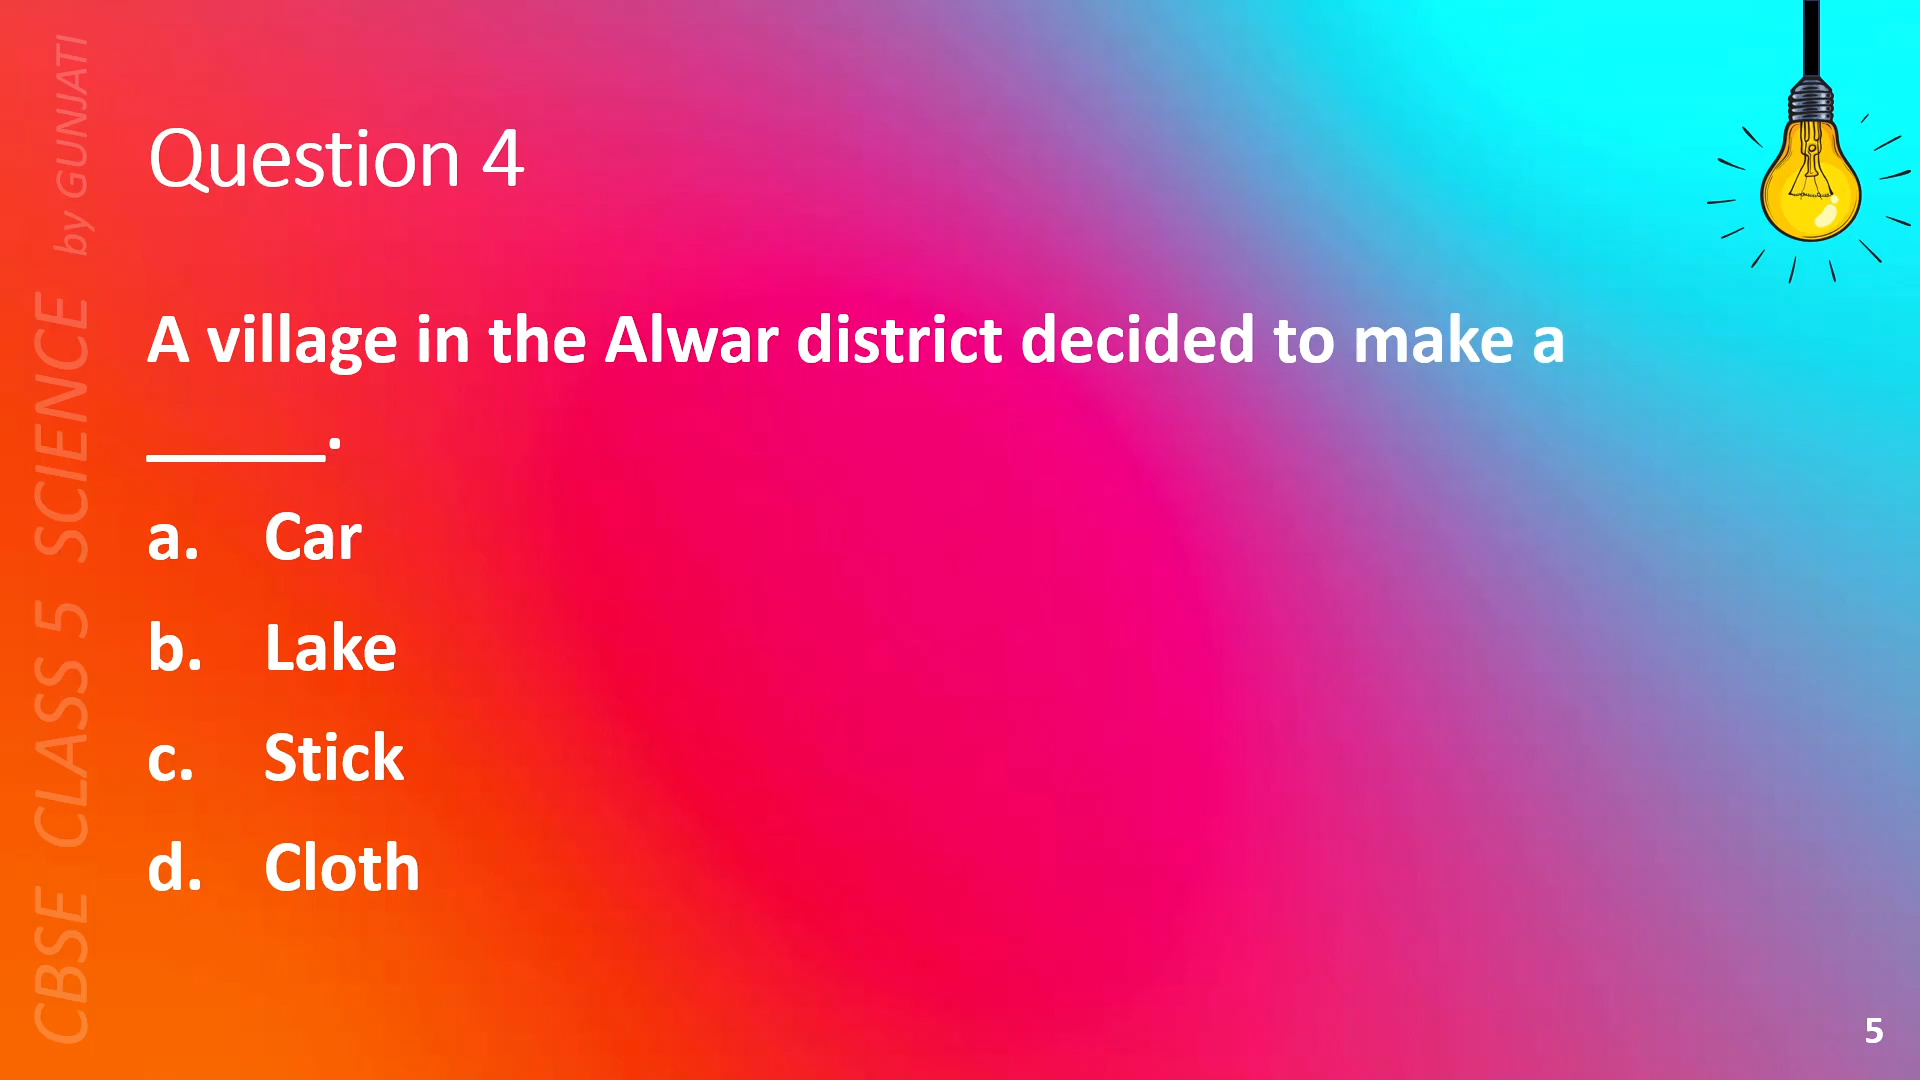 Question 4
A village in the Alwar district decided to make a
_____.
a. Car
b. Lake
c. Stick
d. Cloth
CBSE CLASS 5 SCIENCE by GUNJATI
5